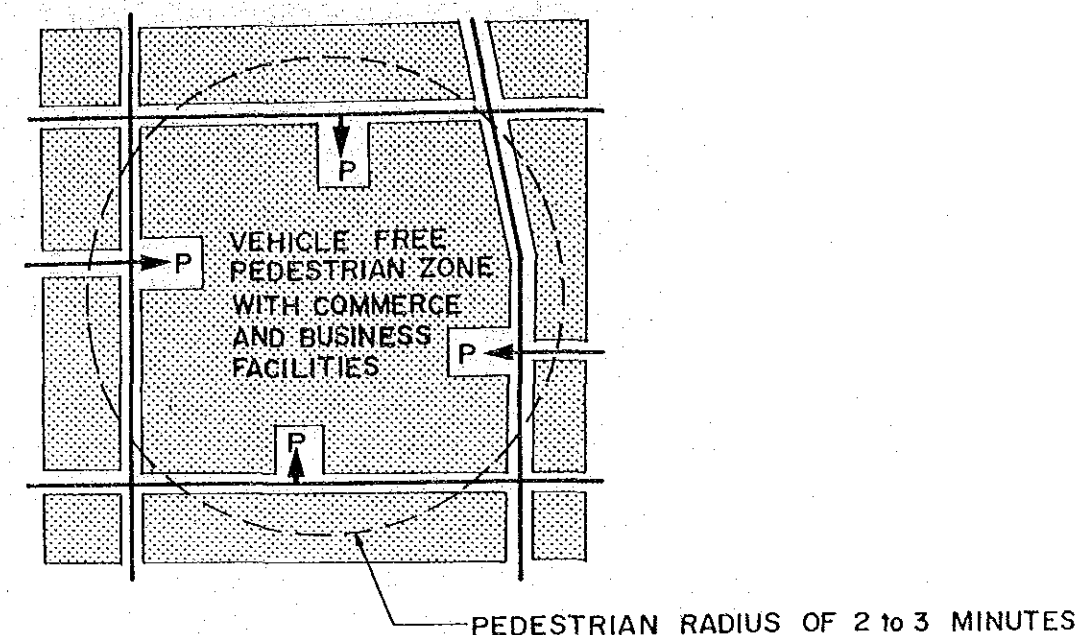 P
P
VEHICLE FREE
PEDESTRIAN ZONE
WITH COMMERCE
AND BUSINESS
FACILITIES
P
P
PEDESTRIAN RADIUS OF 2 to 3 MINUTES